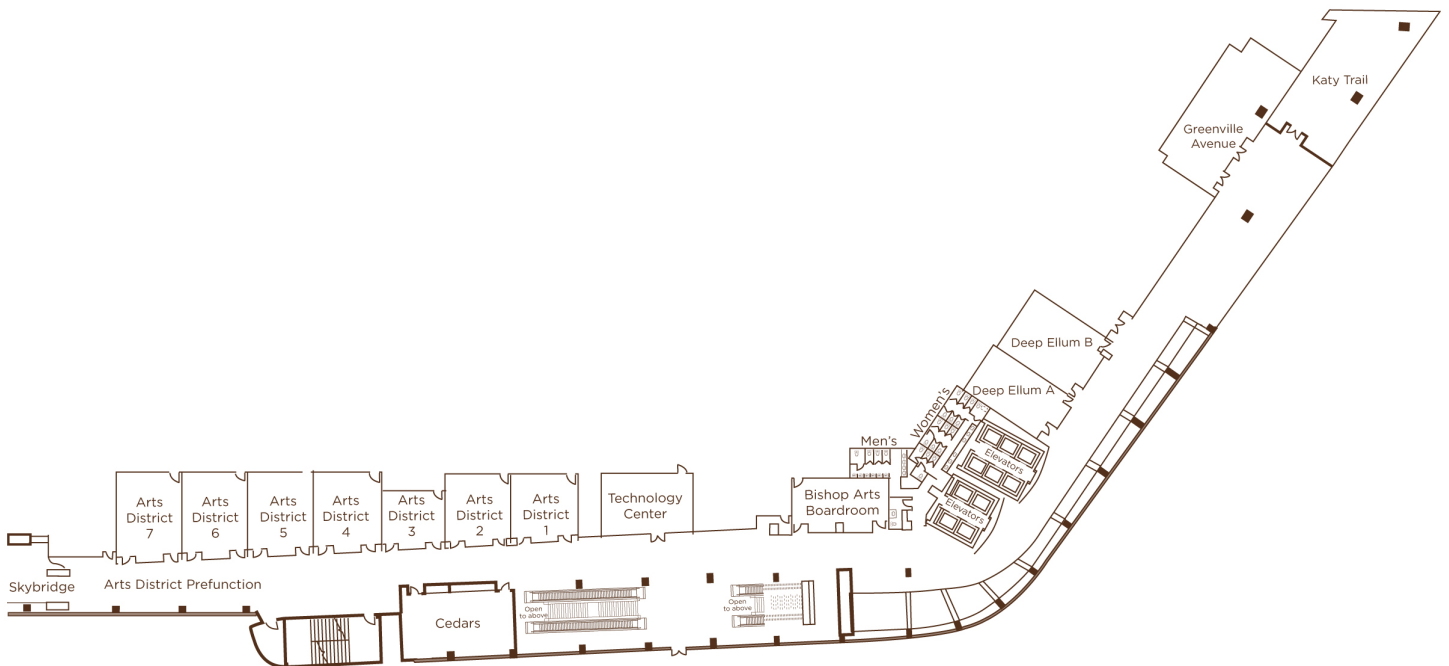 Katy Trail
Greenville
Avenue
Deep Ellum B
Deep Ellum A
Women's
Men's
Elevators
Elevators
Bishop Arts
Boardroom
Technology
Center
Arts
District
1
Arts
District
2
Arts
District
3
Arts
District
4
Arts
District
5
Arts
District
6
Arts
District
7
Skybridge
Arts District Prefunction
Cedars
Open
to above
Open
to above